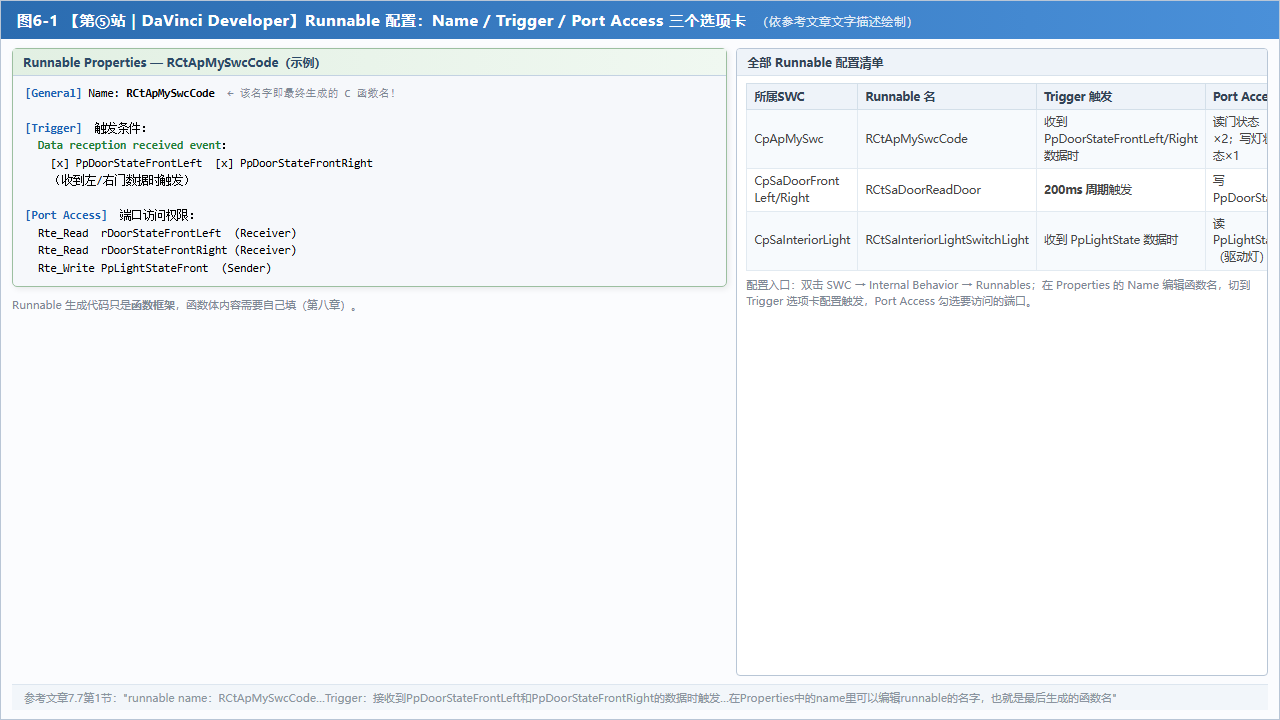 图6-1 【第⑤站 | DaVinci Developer】Runnable 配置：Name / Trigger / Port Access 三个选项卡 （依参考文章文字描述绘制）
Runnable Properties — RCtApMySwcCode（示例）
[General] Name: RCtApMySwcCode ← 该名字即最终生成的 C 函数名!
[Trigger] 触发条件:
Data reception received event:
[x] PpDoorStateFrontLeft [x] PpDoorStateFrontRight
（收到左/右门数据时触发）
[Port Access] 端口访问权限:
Rte_Read rDoorStateFrontLeft (Receiver)
Rte_Read rDoorStateFrontRight (Receiver)
Rte_Write PpLightStateFront (Sender)
Runnable 生成代码只是函数框架，函数体内容需要自己填（第八章）。
全部 Runnable 配置清单
所属SWC Runnable 名 Trigger 触发 Port Acce
CpApMySwc RCtApMySwcCode 收到 PpDoorStateFrontLeft/Right 数据时 读门状态 ×2；写灯状 态×1
CpSaDoorFront Left/Right RCtSaDoorReadDoor 200ms 周期触发 写 PpDoorSta
CpSaInteriorLight RCtSaInteriorLightSwitchLight 收到 PpLightState 数据时 读 PpLightSta （驱动灯）
配置入口：双击 SWC → Internal Behavior → Runnables；在 Properties 的 Name 编辑函数名，切到
Trigger 选项卡配置触发，Port Access 勾选要访问的端口。
参考文章7.7第1节："runnable name：RCtApMySwcCode...Trigger：接收到PpDoorStateFrontLeft和PpDoorStateFrontRight的数据时触发...在Properties中的name里可以编辑runnable的名字，也就是最后生成的函数名"